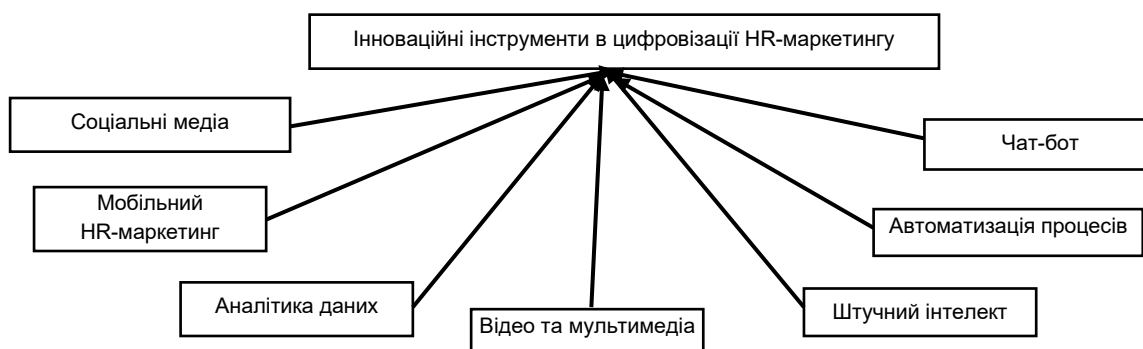 Інноваційні інструменти в цифровізації HR-маркетингу
Соціальні медіа
Чат-бот
Мобільний
HR-маркетинг
Автоматизація процесів
Аналітика даних
Відео та мультимедіа
Штучний інтелект